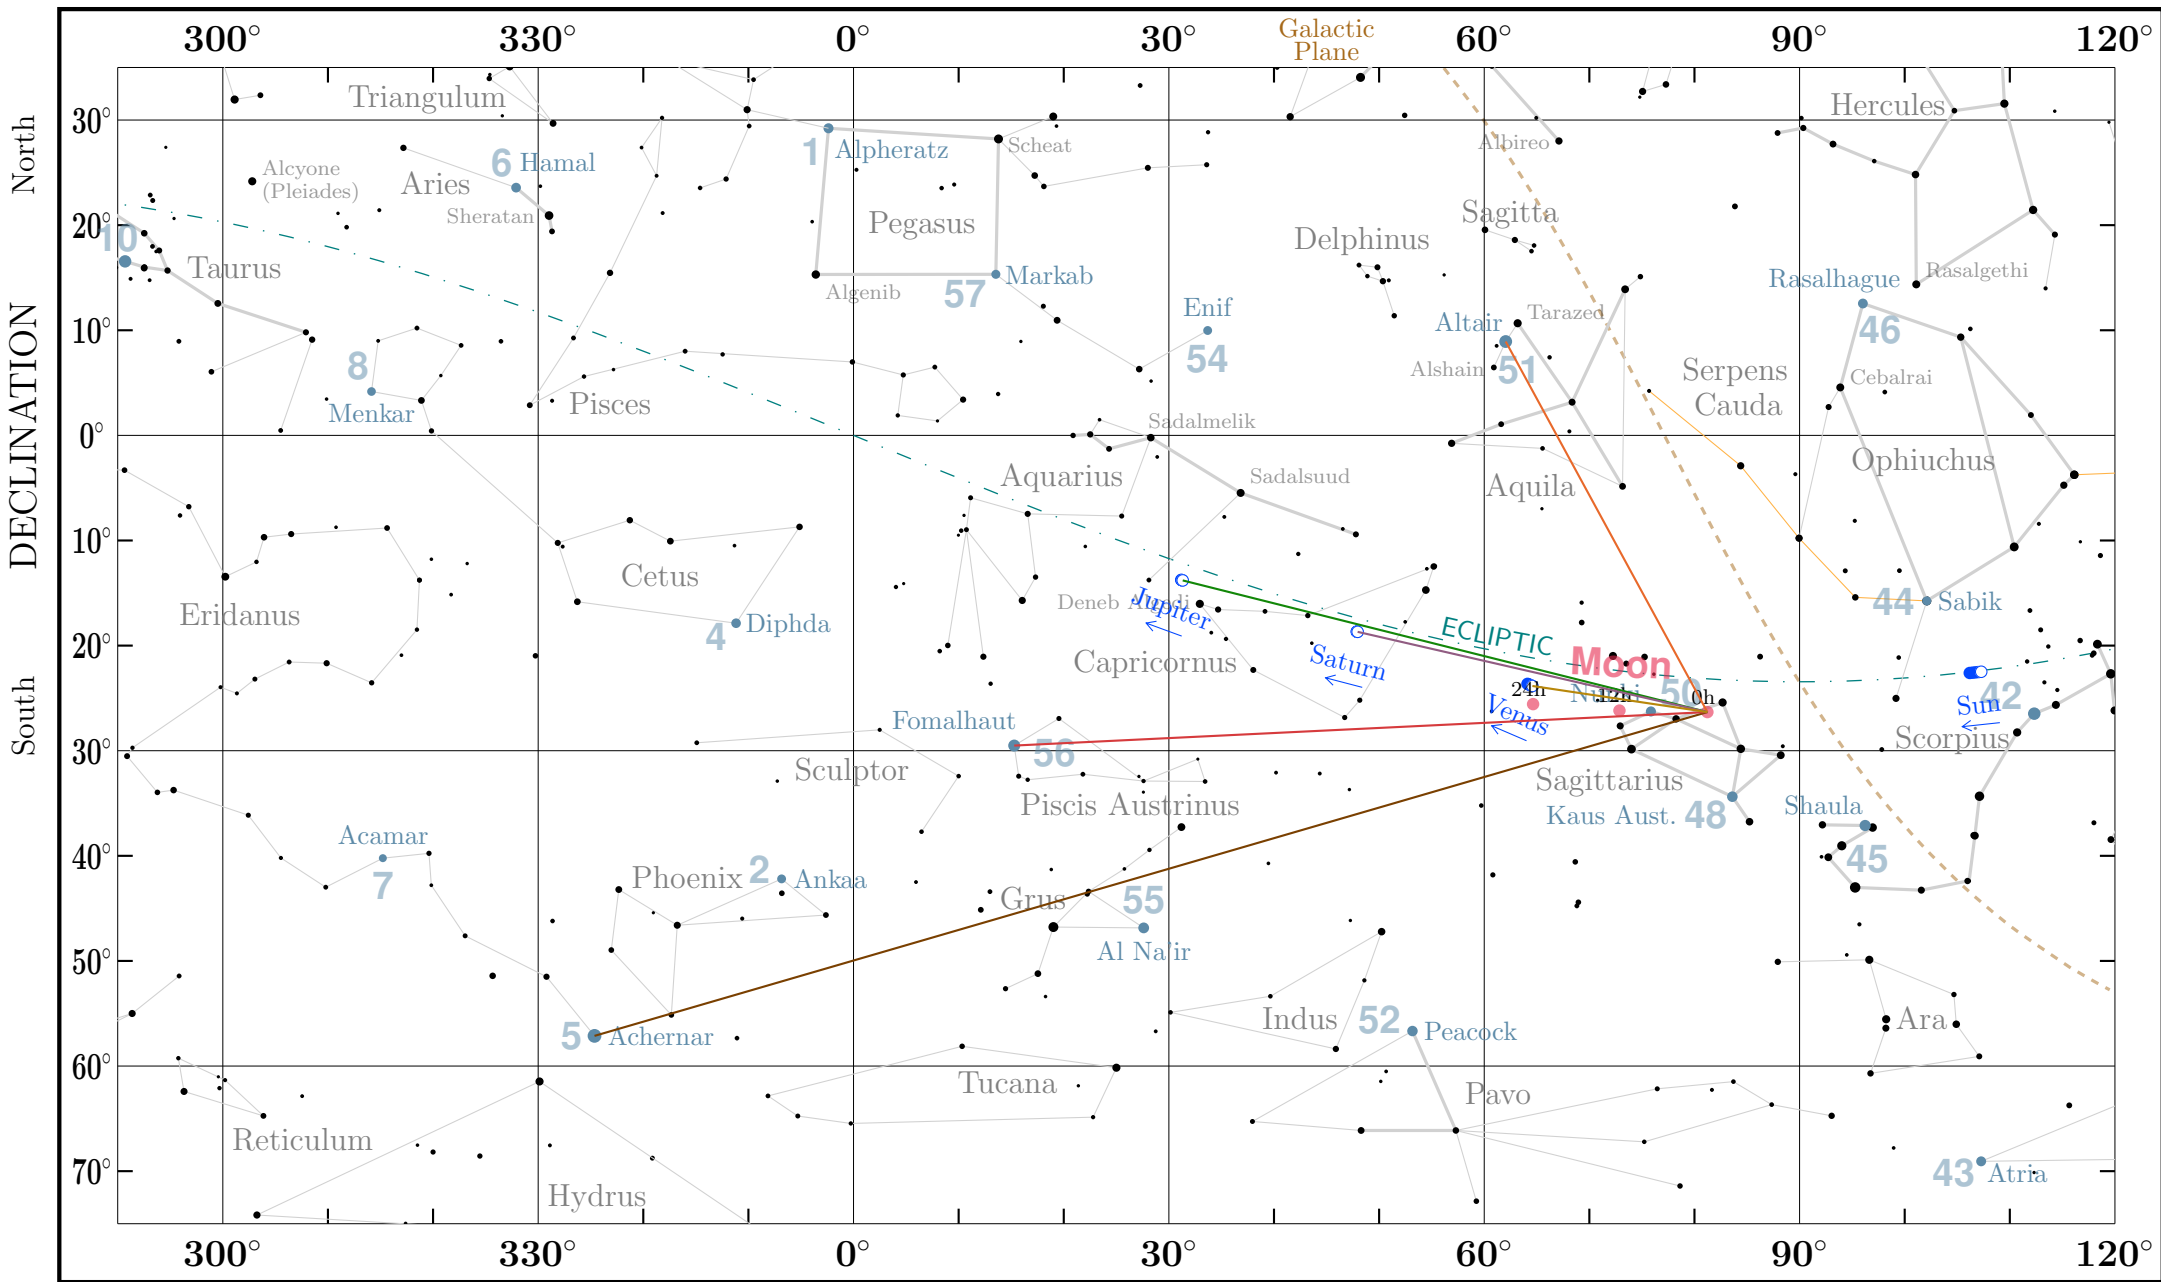 300° 330° 0° 30° 60° 90° 120°
Galactic
Plane
North
DECLINATION
South
30°
20°
10°
0°
10°
20°
30°
40°
50°
60°
70°
Triangulum
Hercules
Albireo
Scheat
1 Alpheratz
6 Hamal
Alcyone
(Pleiades)
Aries
Sheratan
Pegasus
Sagitta
Delphinus
10
Taurus
Markab
57
Algenib
Rasalhague
Rasalgethi
46
Enif
54
Altair
Tarazed
51
Alshain
8
Menkar
Pisces
Serpens
Cauda
Cebalrai
Sadalmelik
Aquarius
Sadalsuud
Aquila
Ophiuchus
Cetus
Eridanus
4 Diphda
Deneb
Jupiter
44 Sabik
ECLIPTIC
Moon
Saturn
Capricornus
24h
12h
0h
50
Venus
42
Sun
Scorpius
Fomalhaut
56
Sculptor
Piscis Austrinus
Sagittarius
Kaus Aust. 48
Shaula
45
Acamar
7
Phoenix 2 Ankaa
Grus 55
Al Na'ir
5 Achernar
Indus
52 Peacock
Ara
Tucana
Pavo
Reticulum
Hydrus
43 Atria
300° 330° 0° 30° 60° 90° 120°